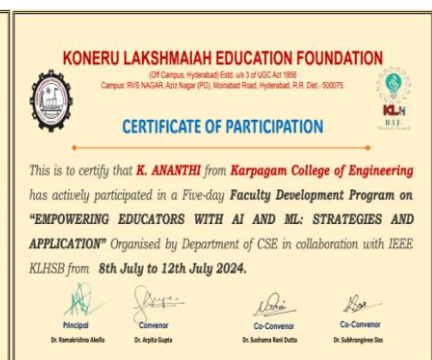 KONERU LAKSHMAIAH EDUCATION FOUNDATION
(Off Campus, Hyderabad) Estd. u/s 3 of UGC Act 1956
Campus: RVS NAGAR, Aziz Nagar (PO), Moinabad Road, Hyderabad, R.R. Dist.- 500075.
KLH
IEEE
CERTIFICATE OF PARTICIPATION
This is to certify that K. ANANTHI from Karpagam College of Engineering
has actively participated in a Five-day Faculty Development Program on
“EMPOWERING EDUCATORS WITH AI AND ML: STRATEGIES AND
APPLICATION” Organised by Department of CSE in collaboration with IEEE
KLHSB from 8th July to 12th July 2024.
Principal Convenor Co-Convenor Co-Convenor
Dr. Ramakrishna Akella Dr. Arpita Gupta Dr. Sushama Rani Dutta Dr. Subhranginee Das